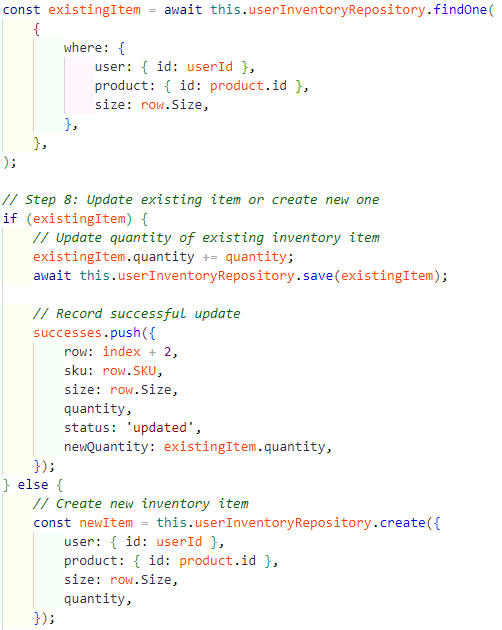 const existingItem = await this.userInventoryRepository.findOne(
    {
        where: {
            user: { id: userId },
            product: { id: product.id },
            size: row.Size,
        },
    },
);

// Step 8: Update existing item or create new one
if (existingItem) {
    // Update quantity of existing inventory item
    existingItem.quantity += quantity;
    await this.userInventoryRepository.save(existingItem);

    // Record successful update
    successes.push({
        row: index + 2,
        sku: row.SKU,
        size: row.Size,
        quantity,
        status: 'updated',
        newQuantity: existingItem.quantity,
    });
} else {
    // Create new inventory item
    const newItem = this.userInventoryRepository.create({
        user: { id: userId },
        product: { id: product.id },
        size: row.Size,
        quantity,
    });